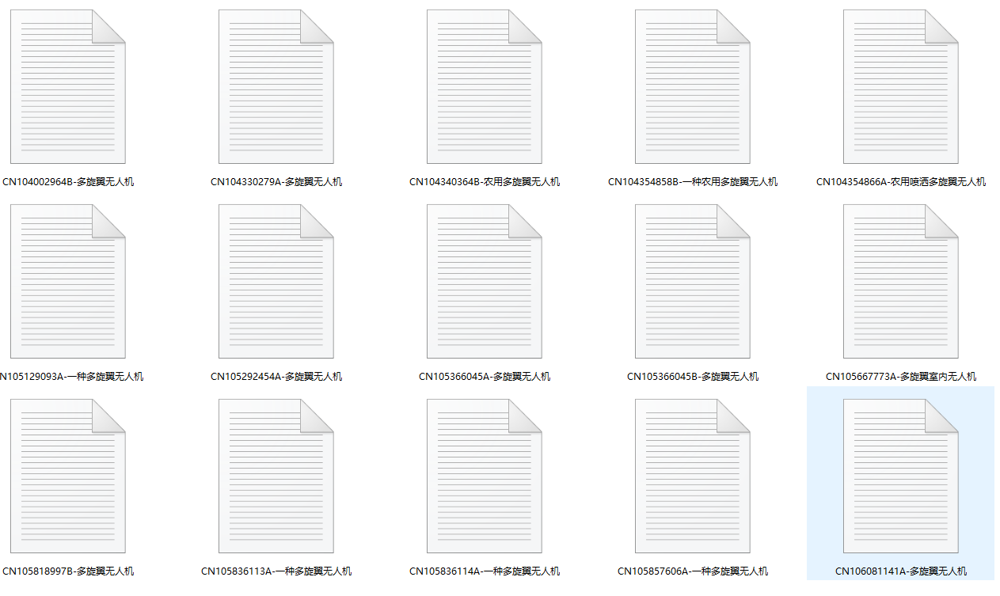 CN104002964B-多旋翼无人机
CN104330279A-多旋翼无人机
CN104340364B-农用多旋翼无人机
CN104354858B-一种农用多旋翼无人机
CN104354866A-农用喷洒多旋翼无人机
N105129093A-一种多旋翼无人机
CN105292454A-多旋翼无人机
CN105366045A-多旋翼无人机
CN105366045B-多旋翼无人机
CN105667773A-多旋翼室内无人机
CN105818997B-多旋翼无人机
CN105836113A-一种多旋翼无人机
CN105836114A-一种多旋翼无人机
CN105857606A-一种多旋翼无人机
CN106081141A-多旋翼无人机